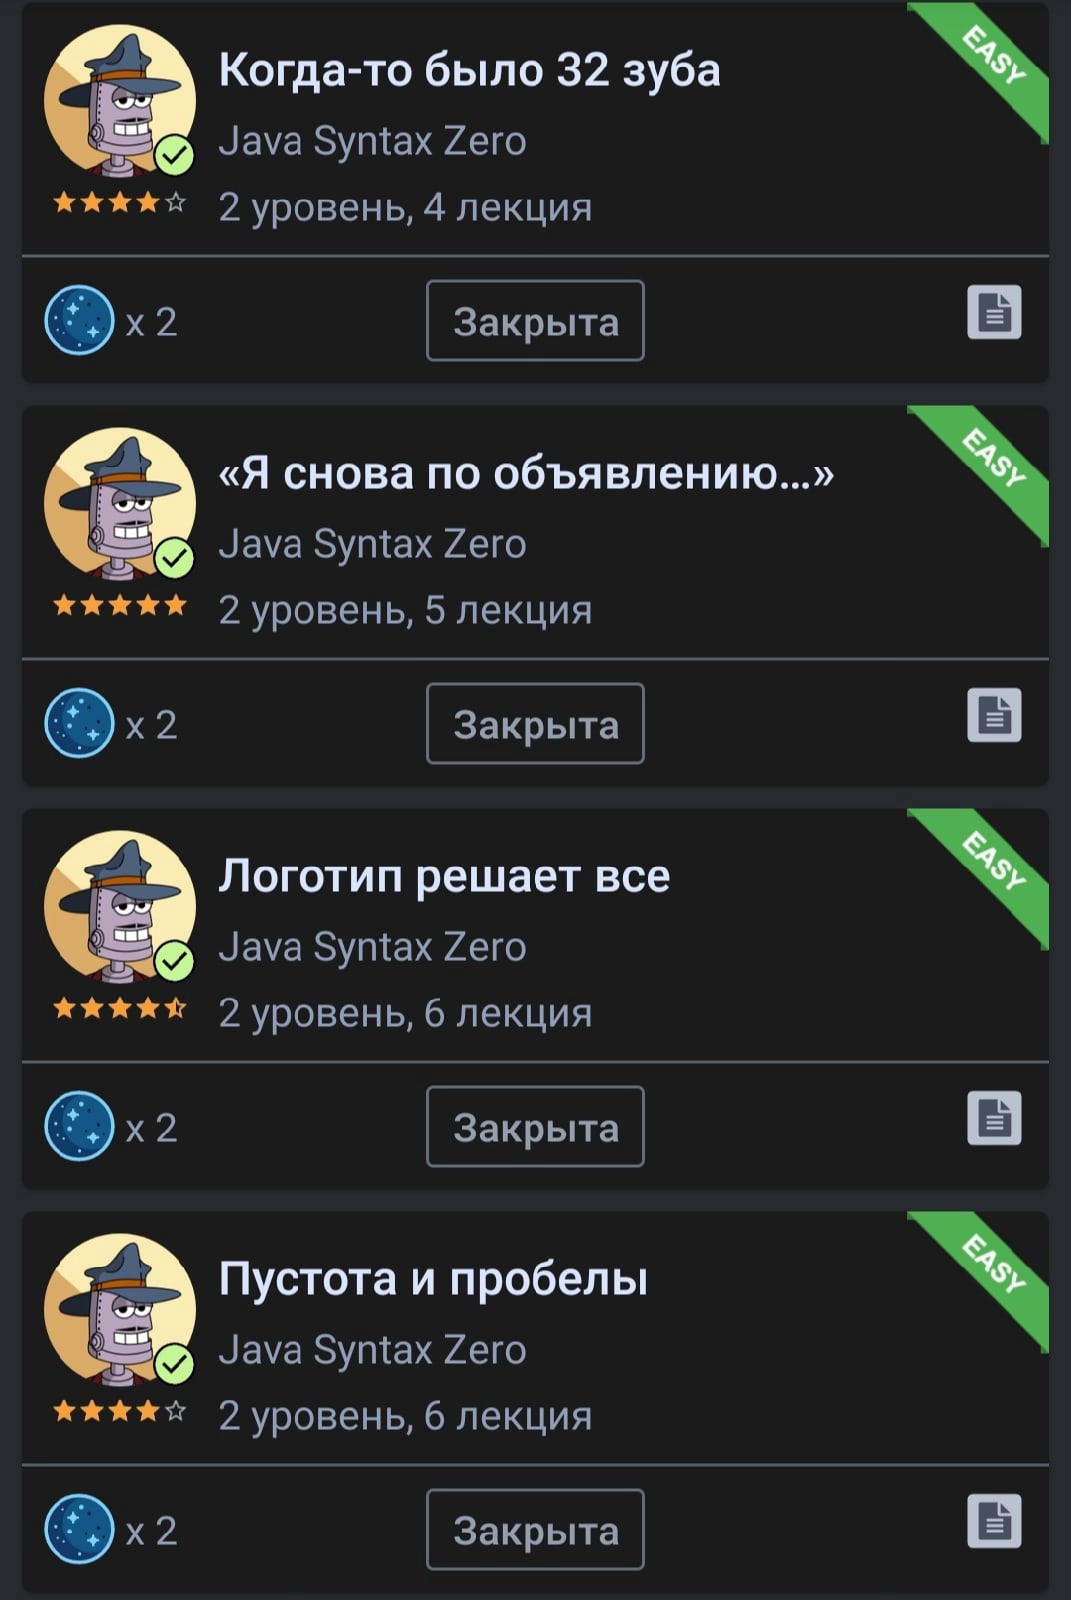 Когда-то было 32 зуба
EASY
Java Syntax Zero
2 уровень, 4 лекция
x 2
Закрыта
«Я снова по объявлению...»
EASY
Java Syntax Zero
2 уровень, 5 лекция
x 2
Закрыта
Логотип решает все
EASY
Java Syntax Zero
2 уровень, 6 лекция
x 2
Закрыта
Пустота и пробелы
EASY
Java Syntax Zero
2 уровень, 6 лекция
x 2
Закрыта